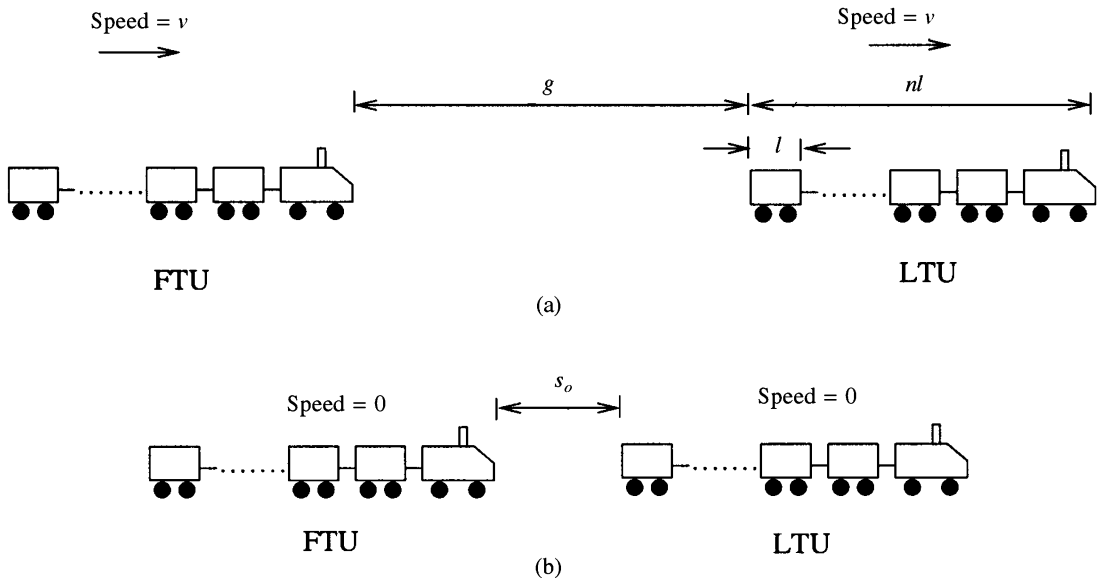 Speed = v
Speed = v
g
nl
l
FTU
LTU
(a)
s_o
Speed = 0
Speed = 0
FTU
LTU
(b)